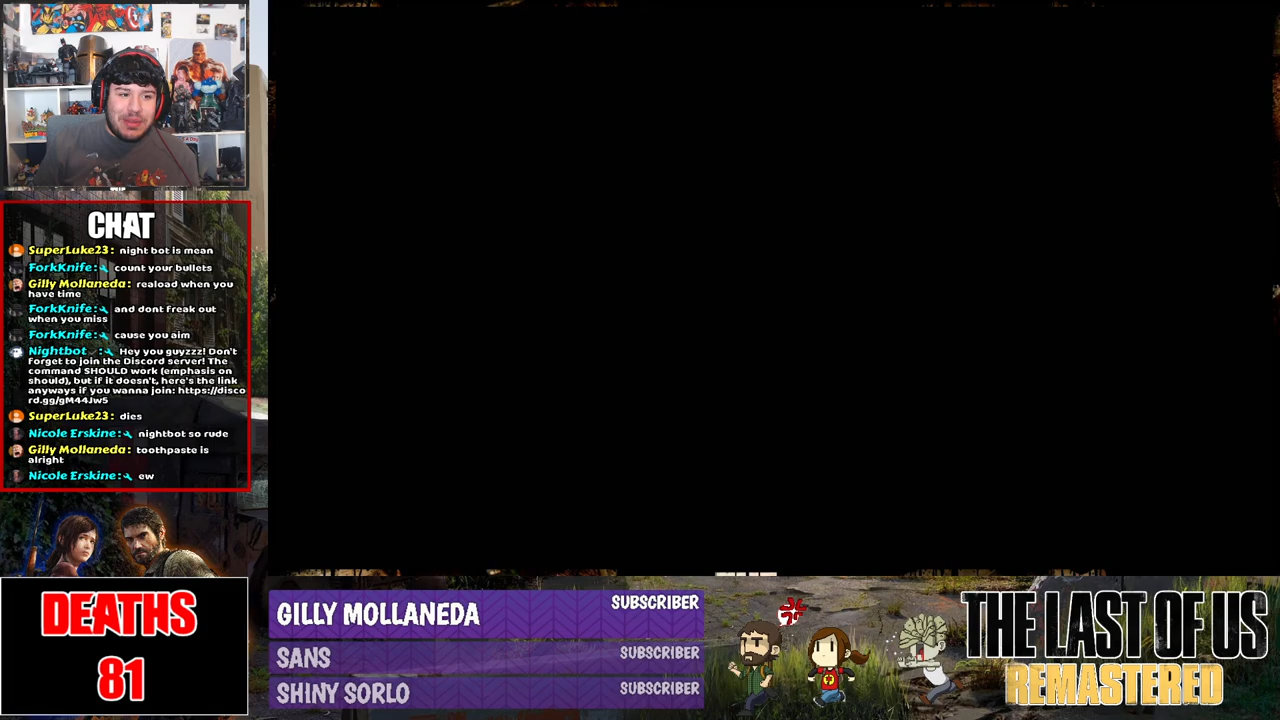 CHAT
SuperLuke23: night bot is mean
ForkKnife: count your bullets
Gilly Mollaneda: reaload when you
have time
ForkKnife: and dont freak out
when you miss
ForkKnife: cause you aim
Nightbot: Hey you guyzzz! Don't
forget to join the Discord server! The
command SHOULD work (emphasis on
should), but if it doesn't, here's the link
anyways if you wanna join: https://disco
rd.gg/gM44Jw5
SuperLuke23: dies
Nicole Erskine: nightbot so rude
Gilly Mollaneda: toothpaste is
alright
Nicole Erskine: ew
DEATHS
81
GILLY MOLLANEDA SUBSCRIBER
SANS SUBSCRIBER
SHINY SORLO SUBSCRIBER
THE LAST OF US
REMASTERED